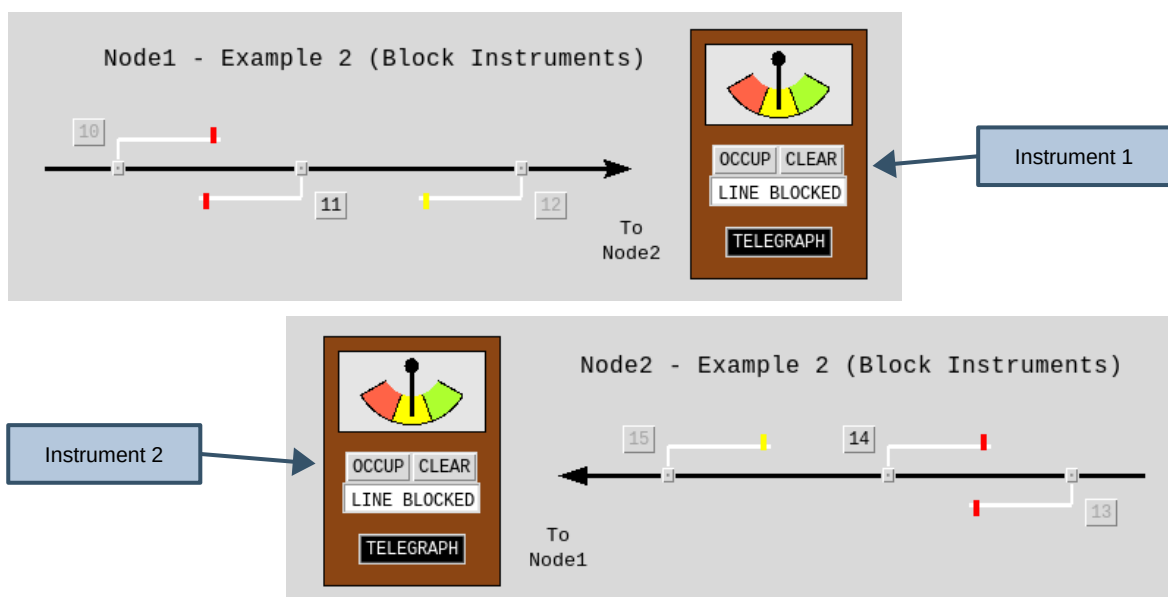 Node1 - Example 2 (Block Instruments)
10
11
12
To
Node2
OCCUP CLEAR
LINE BLOCKED
TELEGRAPH
Instrument 1
Instrument 2
OCCUP CLEAR
LINE BLOCKED
TELEGRAPH
Node2 - Example 2 (Block Instruments)
15
14
13
To
Node1